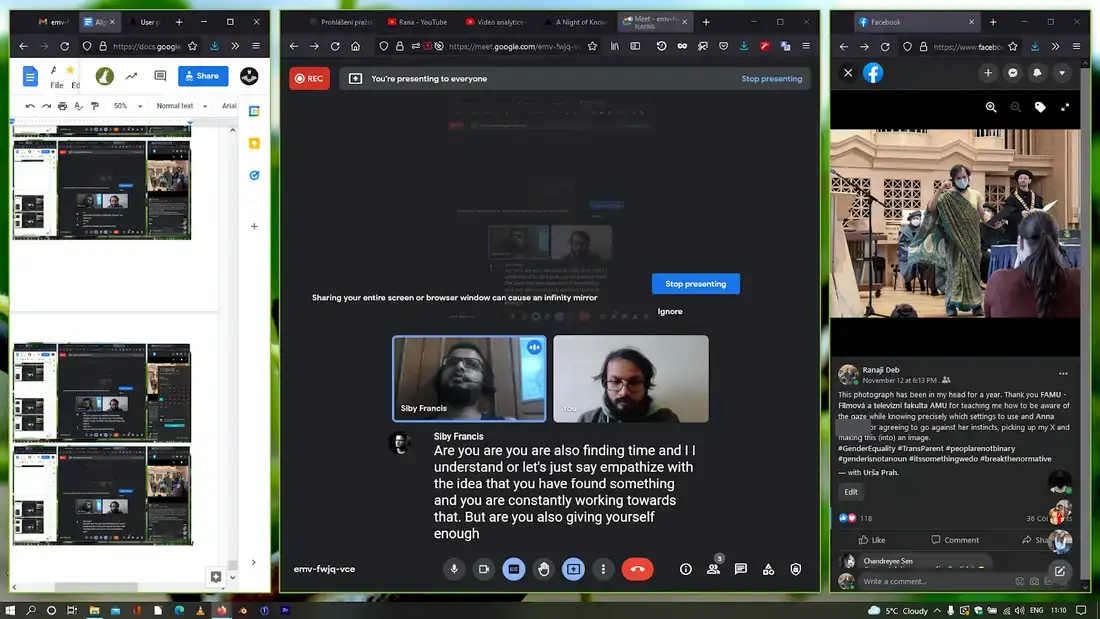 emv-f
Alg
User p
https://docs.google
File
Ed
Share
50%
Normal text
Arial
Prohlášení praž
Rana - YouTube
Video analytics -
A Night of Know
Meet - emv-fw
https://meet.google.com/emv-fwjq-v
REC
You're presenting to everyone
Stop presenting
Sharing your entire screen or browser window can cause an infinity mirror
Stop presenting
Ignore
Siby Francis
You
Siby Francis
Are you are you are also finding time and I I
understand or let's just say empathize with
the idea that you have found something
and you are constantly working towards
that. But are you also giving yourself
enough
emv-fwjq-vce
3
Facebook
https://www.faceb
Ranaji Deb
November 12 at 6:13 PM
This photograph has been in my head for a year. Thank you FAMU -
Filmová a televizní fakulta AMU for teaching me how to be aware of
the gaze while knowing precisely which settings to use and Anna
or agreeing to go against her instincts, picking up my X and
making this (into) an image.
#GenderEquality #TransParent #peoplarenotbinary
#genderisnotanoun #itssomethingwedo #breakthenormative
— with Urša Prah.
Edit
118
36 Co
Like
Comment
Sha
Chandreyee Sen
Write a comment...
5°C Cloudy
ENG
11:10